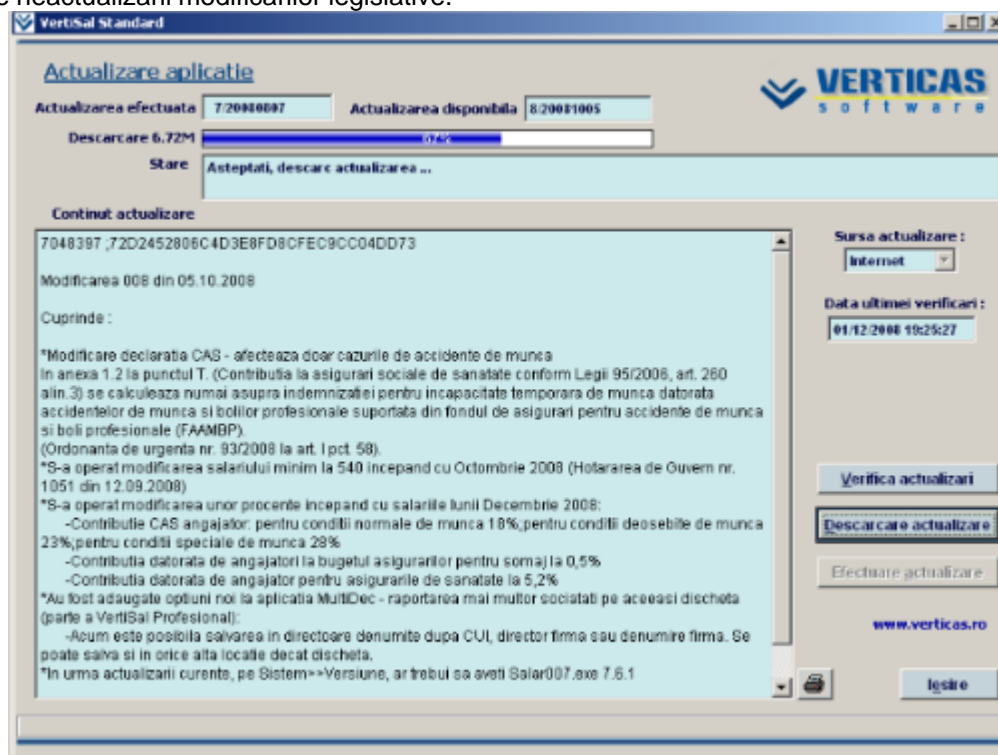 e neactualizarii modificarilor legislative.
VertiSal Standard
Actualizare aplicatie
VERTICAS
software
Actualizarea efectuata 7/20080807 Actualizarea disponibila 8/20081005
Descarcare 6.72M 67%
Stare Asteptati, descarc actualizarea ...
Continut actualizare
7048397 ;72D2452806C4D3E8FD8CFEC9CC04DD73
Modificarea 008 din 05.10.2008
Cuprinde :
*Modificare declaratia CAS - afecteaza doar cazurile de accidente de munca
In anexa 1.2 la punctul T. (Contributia la asigurari sociale de sanatate conform Legii 95/2006, art. 260
alin.3) se calculeaza numai asupra indemnizatiei pentru incapacitate temporara de munca datorata
accidentelor de munca si bolilor profesionale suportata din fondul de asigurari pentru accidente de munca
si boli profesionale (FAAMBP).
(Ordonanta de urgenta nr. 93/2008 la art. I pct. 58).
*S-a operat modificarea salariului minim la 540 incepand cu Octombrie 2008 (Hotararea de Guvern nr.
1051 din 12.09.2008)
*S-a operat modificarea unor procente incepand cu salariile lunii Decembrie 2008:
-Contributie CAS angajator: pentru conditii normale de munca 18%;pentru conditii deosebite de munca
23%;pentru conditii speciale de munca 28%
-Contributia datorata de angajatori la bugetul asigurarilor pentru somaj la 0,5%
-Contributia datorata de angajator pentru asigurarile de sanatate la 5,2%
*Au fost adaugate optiuni noi la aplicatia MultiDec - raportarea mai multor sociatati pe aceeasi discheta
(parte a VertiSal Profesional):
-Acum este posibila salvarea in directoare denumite dupa CUI, director firma sau denumire firma. Se
poate salva si in orice alta locatie decat discheta.
*In urma actualizarii curente, pe Sistem>>Versiune, ar trebui sa aveti Salar007.exe 7.6.1
Sursa actualizare :
Internet
Data ultimei verificari :
01/12/2008 19:25:27
Verifica actualizari
Descarcare actualizare
Efectuare actualizare
www.verticas.ro
Iesire